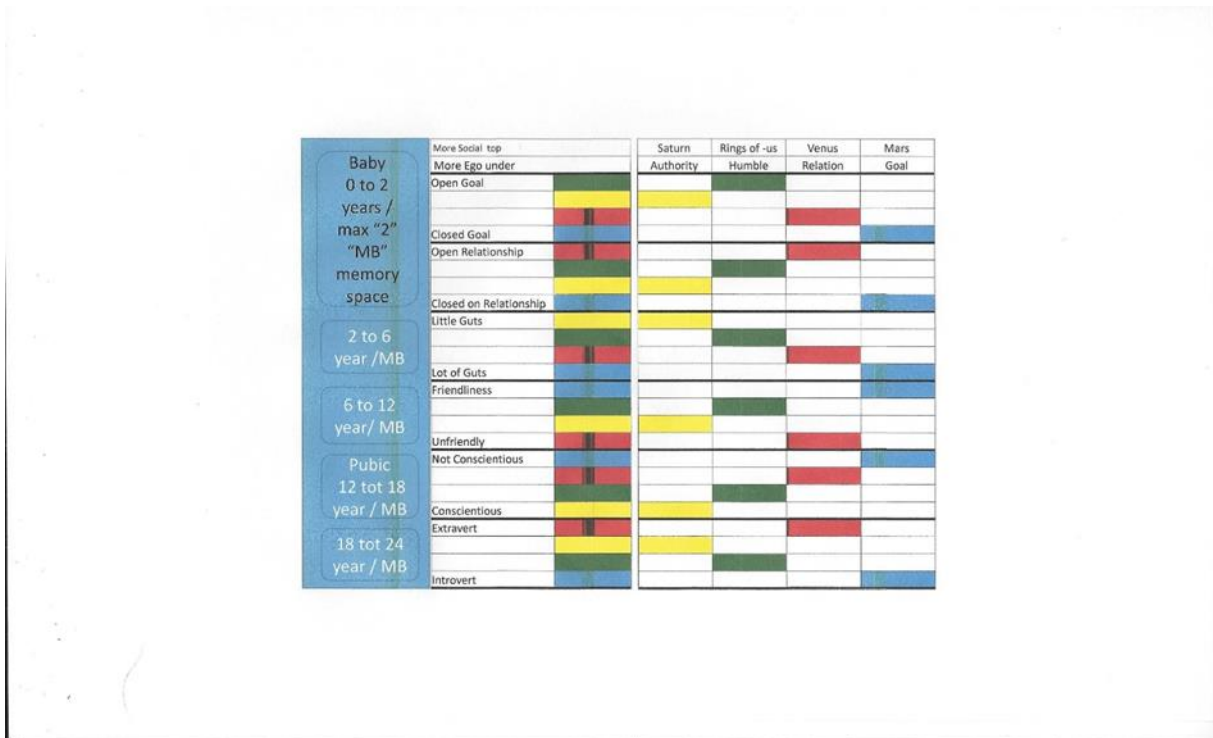 Baby
0 to 2
years /
max "2"
"MB"
memory
space
2 to 6
year /MB
6 to 12
year/ MB
Pubic
12 tot 18
year / MB
18 tot 24
year / MB
More Social top
More Ego under
Open Goal
Closed Goal
Open Relationship
Closed on Relationship
Little Guts
Lot of Guts
Friendliness
Unfriendly
Not Conscientious
Conscientious
Extravert
Introvert
Saturn Rings of -us Venus Mars
Authority Humble Relation Goal